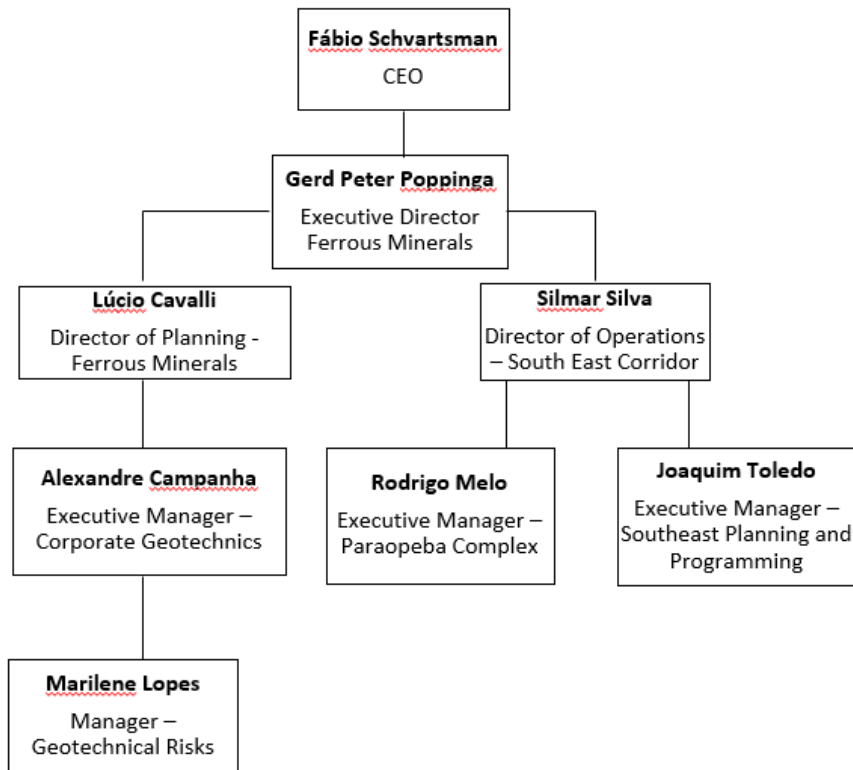 Fábio Schvartsman
CEO
Gerd Peter Poppinga
Executive Director
Ferrous Minerals
Lúcio Cavalli
Director of Planning -
Ferrous Minerals
Silmar Silva
Director of Operations
– South East Corridor
Alexandre Campanha
Executive Manager –
Corporate Geotechnics
Rodrigo Melo
Executive Manager –
Paraopeba Complex
Joaquim Toledo
Executive Manager –
Southeast Planning and
Programming
Marilene Lopes
Manager –
Geotechnical Risks